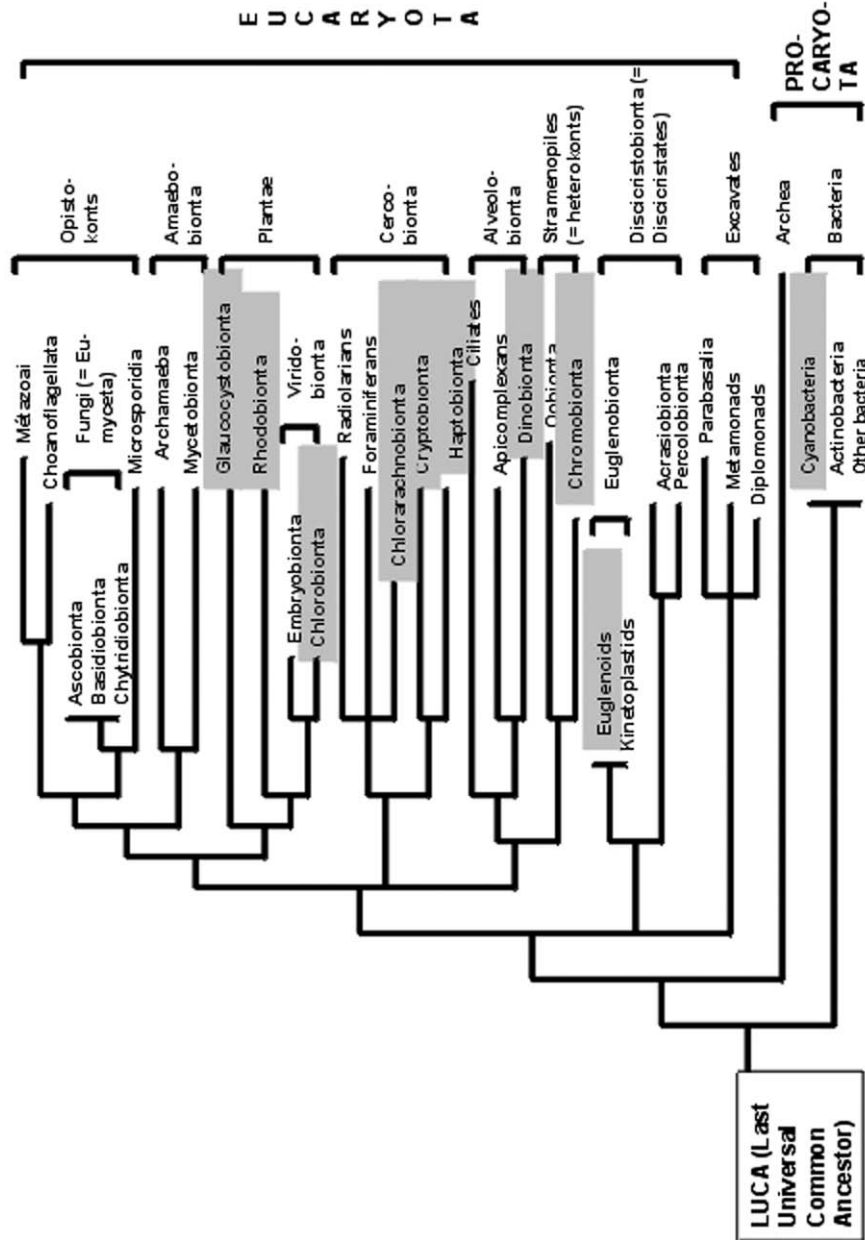 E U C A R Y O T A
PRO-
CARYO-
TA
Opisto-
konts
Amaebo-
bionta
Plantae
Cerco-
bionta
Alveolo-
bionta
Stramenopiles
(= heterokonts)
Discicristobionta (=
Discicristates)
Excavates
Archea
Bacteria
Métazoai
Choanoflagellata
Fungi (= Eu-
myceta)
Microsporidia
Archamaeba
Mycetobionta
Glaucocystobionta
Rhodobionta
Virido-
bionta
Radiolarians
Foraminiferans
Chlorarachnobionta
Cryptobionta
Haptobionta
Ciliates
Apicomplexans
Dinobionta
Oobionta
Chromobionta
Euglenobionta
Acrasiobionta
Percolobionta
Parabasalia
Metamonads
Diplomonads
Cyanobacteria
Actinobacteria
Other bacteria
Ascobionta
Basidiobionta
Chytridiobionta
Embryobionta
Chlorobionta
Euglenoids
Kinetoplastids
LUCA (Last
Universal
Common
Ancestor)